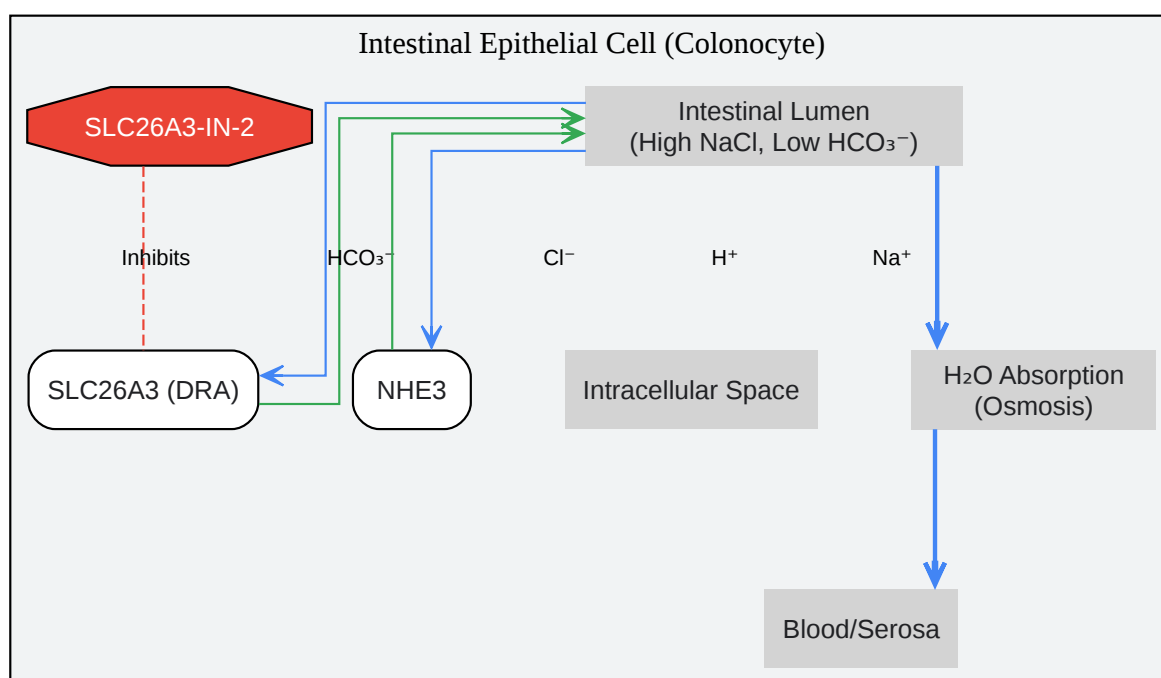 Intestinal Epithelial Cell (Colonocyte)
SLC26A3-IN-2
Intestinal Lumen
(High NaCl, Low HCO₃⁻)
Inhibits
HCO₃⁻
Cl⁻
H⁺
Na⁺
SLC26A3 (DRA)
NHE3
Intracellular Space
H₂O Absorption
(Osmosis)
Blood/Serosa